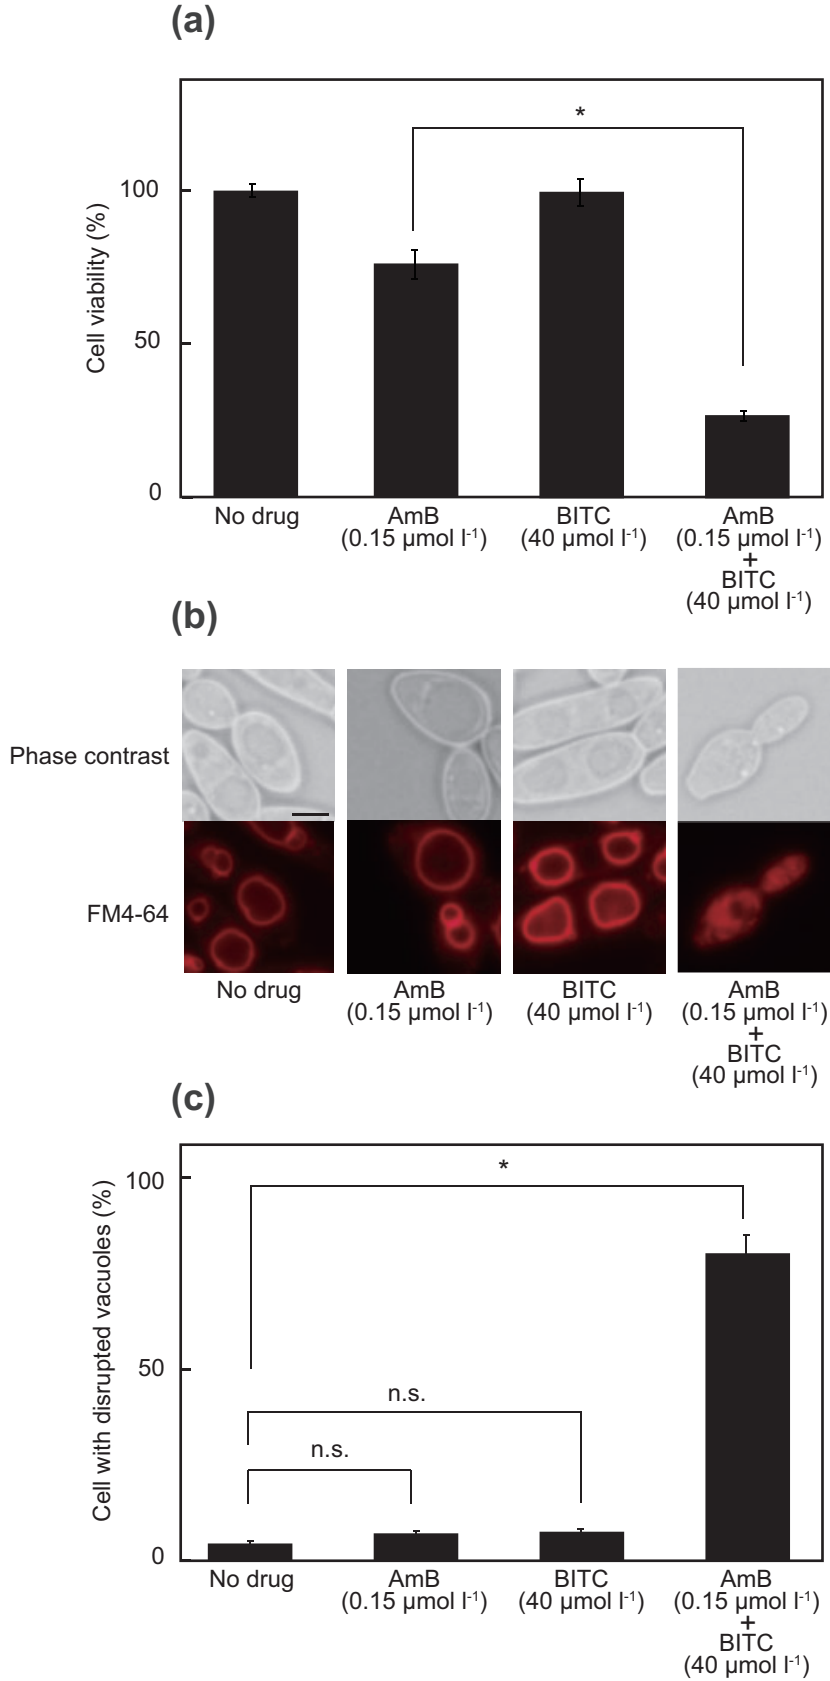 (a)
*
100
50
0
Cell viability (%)
No drug
AmB
(0.15 µmol l-1)
BITC
(40 µmol l-1)
AmB
(0.15 µmol l-1)
+
BITC
(40 µmol l-1)
(b)
Phase contrast
FM4-64
No drug
AmB
(0.15 µmol l-1)
BITC
(40 µmol l-1)
AmB
(0.15 µmol l-1)
+
BITC
(40 µmol l-1)
(c)
*
100
50
0
Cell with disrupted vacuoles (%)
n.s.
n.s.
No drug
AmB
(0.15 µmol l-1)
BITC
(40 µmol l-1)
AmB
(0.15 µmol l-1)
+
BITC
(40 µmol l-1)